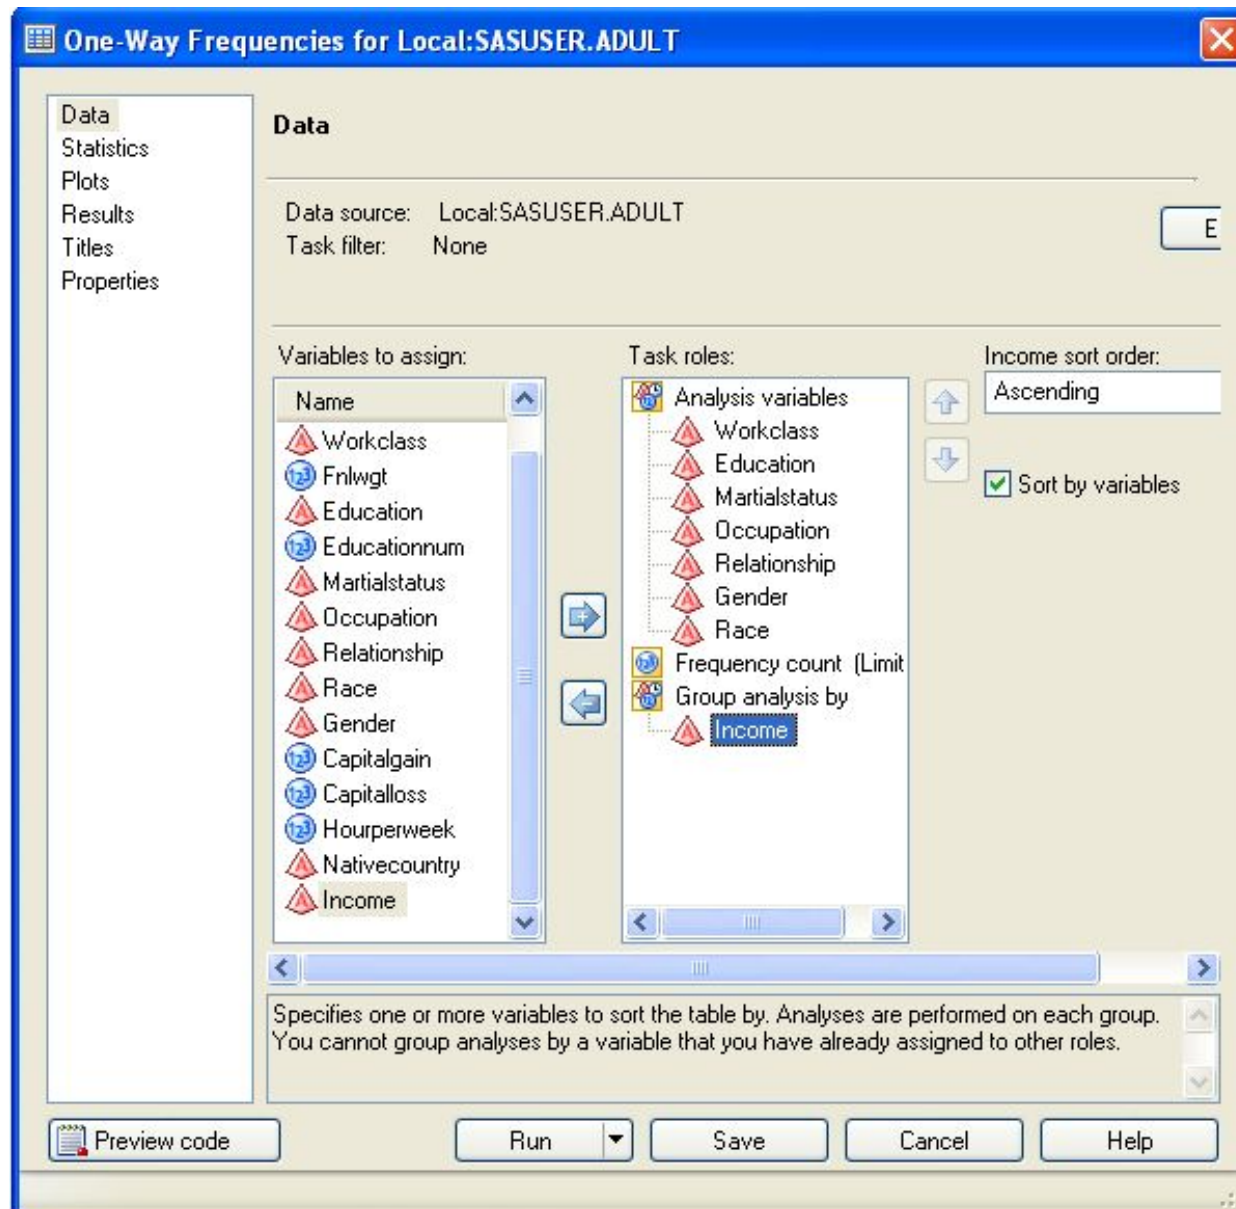 One-Way Frequencies for Local:SASUSER.ADULT
Data
Statistics
Plots
Results
Titles
Properties
Data
Data source: Local:SASUSER.ADULT
Task filter: None
E
Variables to assign:
Name
Workclass
Fnlwgt
Education
Educationnum
Martialstatus
Occupation
Relationship
Race
Gender
Capitalgain
Capitalloss
Hourperweek
Nativecountry
Income
Task roles:
Analysis variables
Workclass
Education
Martialstatus
Occupation
Relationship
Gender
Race
Frequency count (Limit
Group analysis by
Income
Income sort order:
Ascending
Sort by variables
Specifies one or more variables to sort the table by. Analyses are performed on each group.
You cannot group analyses by a variable that you have already assigned to other roles.
Preview code
Run
Save
Cancel
Help